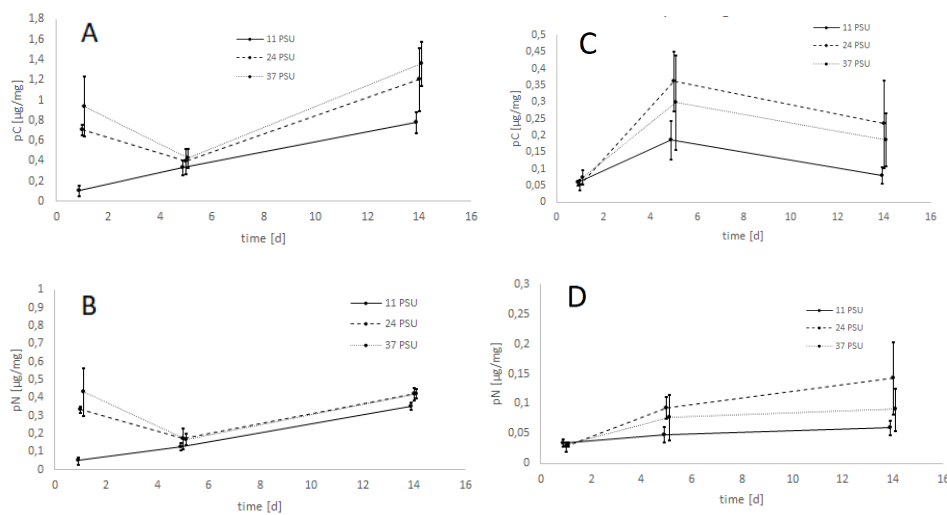 A
1,8
1,6
1,4
1,2
1
0,8
0,6
0,4
0,2
0
pC [µg/mg]
11 PSU
24 PSU
37 PSU
0 2 4 6 8 10 12 14 16
time [d]
C
0,5
0,45
0,4
0,35
0,3
0,25
0,2
0,15
0,1
0,05
0
pC [µg/mg]
11 PSU
24 PSU
37 PSU
0 2 4 6 8 10 12 14 16
time [d]
B
1
0,9
0,8
0,7
0,6
0,5
0,4
0,3
0,2
0,1
0
pN [µg/mg]
11 PSU
24 PSU
37 PSU
0 2 4 6 8 10 12 14 16
time [d]
D
0,3
0,25
0,2
0,15
0,1
0,05
0
pN [µg/mg]
11 PSU
24 PSU
37 PSU
0 2 4 6 8 10 12 14 16
time [d]